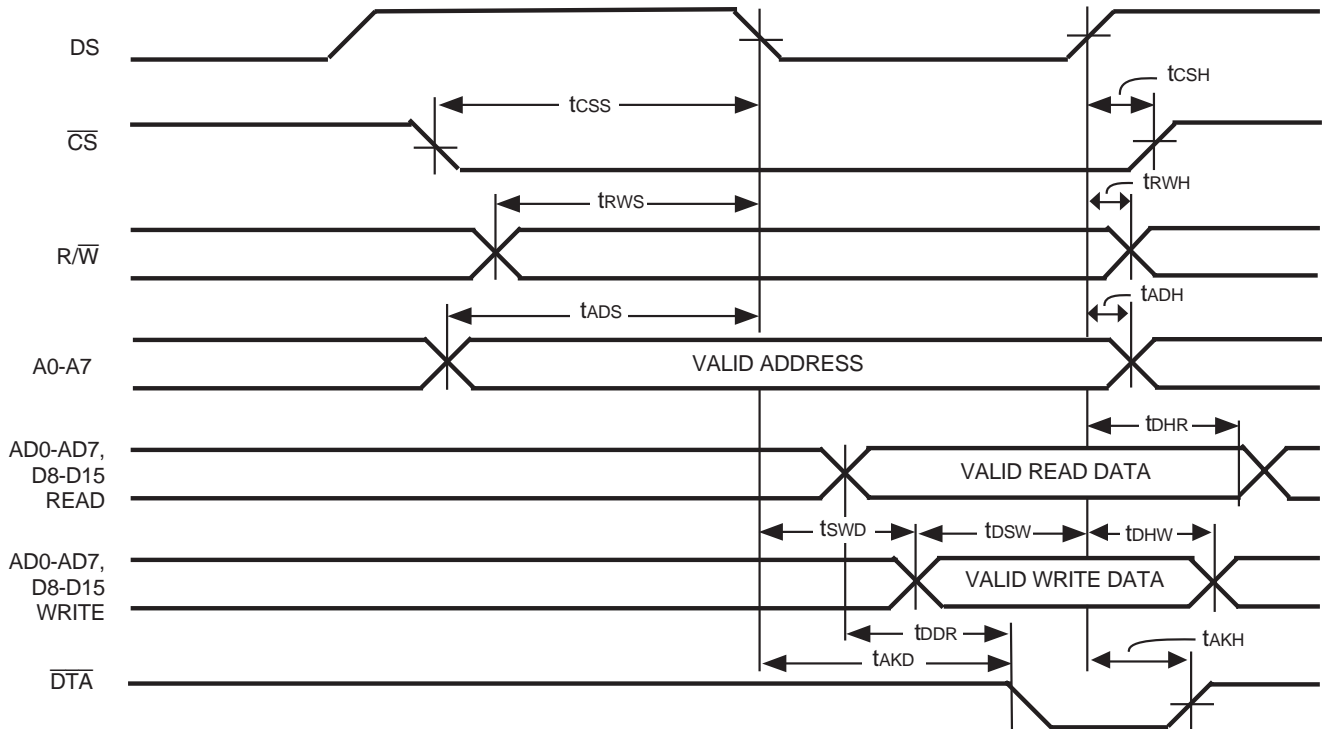 DS
tCSH
tCSS
CS
tRWH
tRWS
R/W
tADH
tADS
A0-A7
VALID ADDRESS
tDHR
AD0-AD7,
D8-D15
READ
VALID READ DATA
tSWD
tDSW
tDHW
AD0-AD7,
D8-D15
WRITE
VALID WRITE DATA
tDDR
tAKH
tAKD
DTA